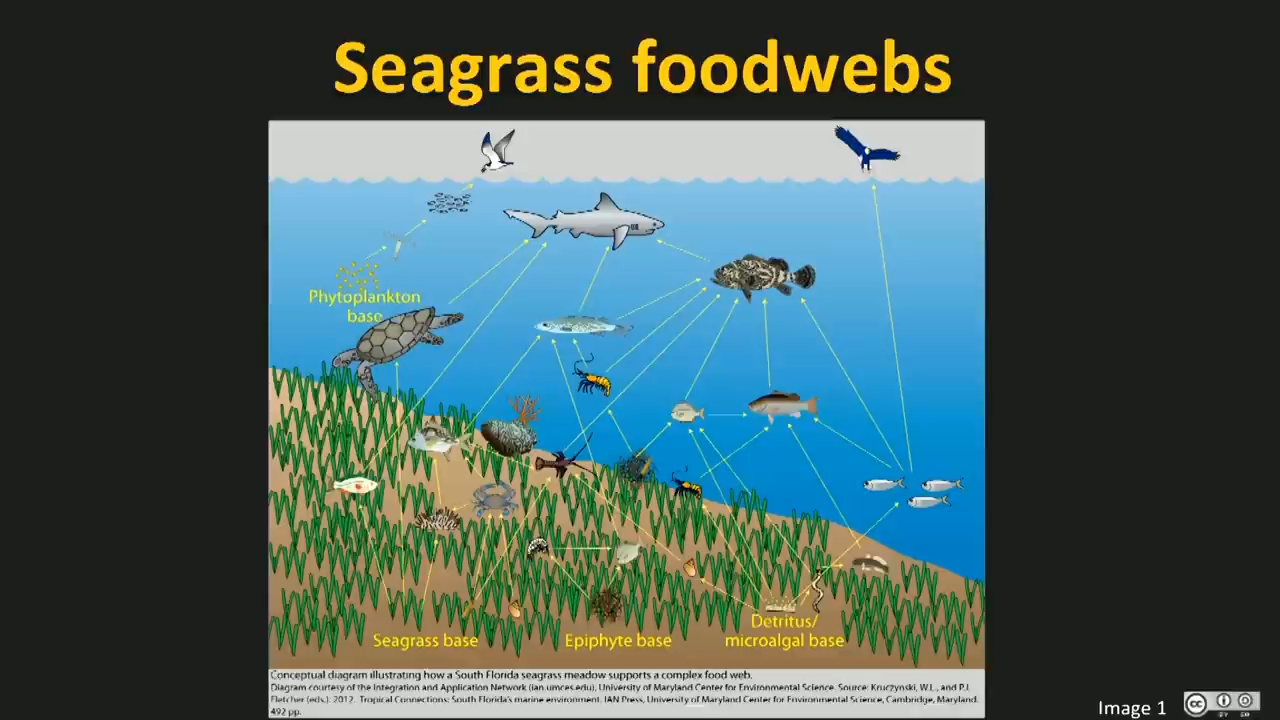 Seagrass foodwebs
Phytoplankton
base
Seagrass base
Epiphyte base
Detritus/
microalgal base
Conceptual diagram illustrating how a South Florida seagrass meadow supports a complex food web.
Diagram courtesy of the Integration and Application Network (ian.umces.edu), University of Maryland Center for Environmental Science. Source: Kruczynski, W.L., and P.J.
Fletcher (eds.). 2012. Tropical Connections: South Florida's marine environment. IAN Press, University of Maryland Center for Environmental Science, Cambridge, Maryland.
492 pp.
Image 1